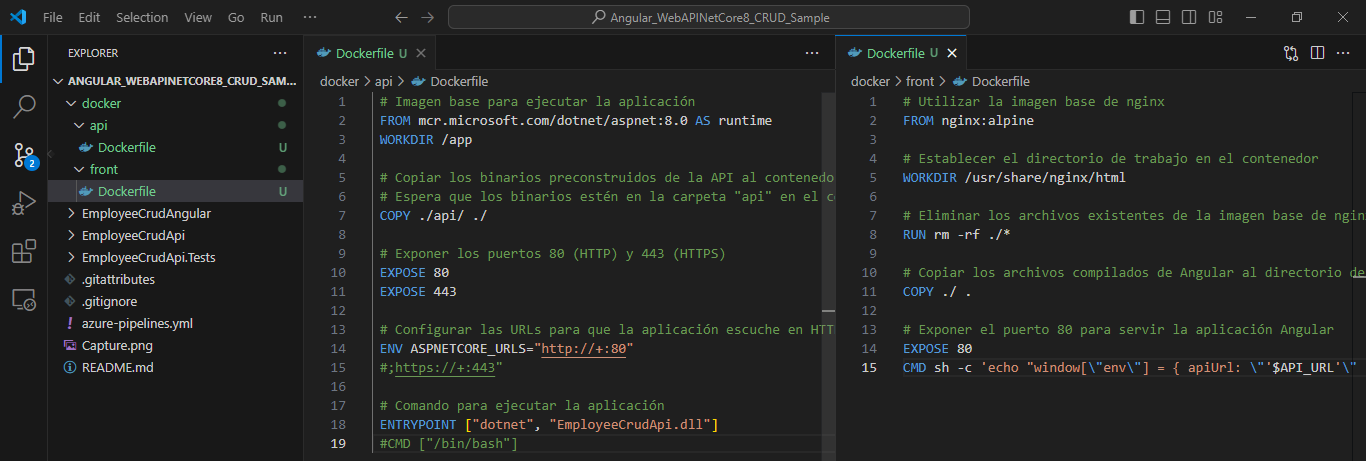 File Edit Selection View Go Run ··· Angular_WebAPINetCore8_CRUD_Sample
EXPLORER ···
ANGULAR_WEBAPINETCORE8_CRUD_SAM...
docker
api
Dockerfile U
front
Dockerfile U
EmployeeCrudAngular
EmployeeCrudApi
EmployeeCrudApi.Tests
.gitattributes
.gitignore
azure-pipelines.yml
Capture.png
README.md
2
Dockerfile U ···
docker > api > Dockerfile
1 # Imagen base para ejecutar la aplicación
2 FROM mcr.microsoft.com/dotnet/aspnet:8.0 AS runtime
3 WORKDIR /app
4
5 # Copiar los binarios preconstruidos de la API al contenedo
6 # Espera que los binarios estén en la carpeta "api" en el c
7 COPY ./api/ ./
8
9 # Exponer los puertos 80 (HTTP) y 443 (HTTPS)
10 EXPOSE 80
11 EXPOSE 443
12
13 # Configurar las URLs para que la aplicación escuche en HTT
14 ENV ASPNETCORE_URLS="http://+:80"
15 #;https://+:443"
16
17 # Comando para ejecutar la aplicación
18 ENTRYPOINT ["dotnet", "EmployeeCrudApi.dll"]
19 #CMD ["/bin/bash"]
Dockerfile U ···
docker > front > Dockerfile
1 # Utilizar la imagen base de nginx
2 FROM nginx:alpine
3
4 # Establecer el directorio de trabajo en el contenedor
5 WORKDIR /usr/share/nginx/html
6
7 # Eliminar los archivos existentes de la imagen base de ngin
8 RUN rm -rf ./*
9
10 # Copiar los archivos compilados de Angular al directorio de
11 COPY ./ .
12
13 # Exponer el puerto 80 para servir la aplicación Angular
14 EXPOSE 80
15 CMD sh -c 'echo "window[\"env\"] = { apiUrl: \"'$API_URL'\"